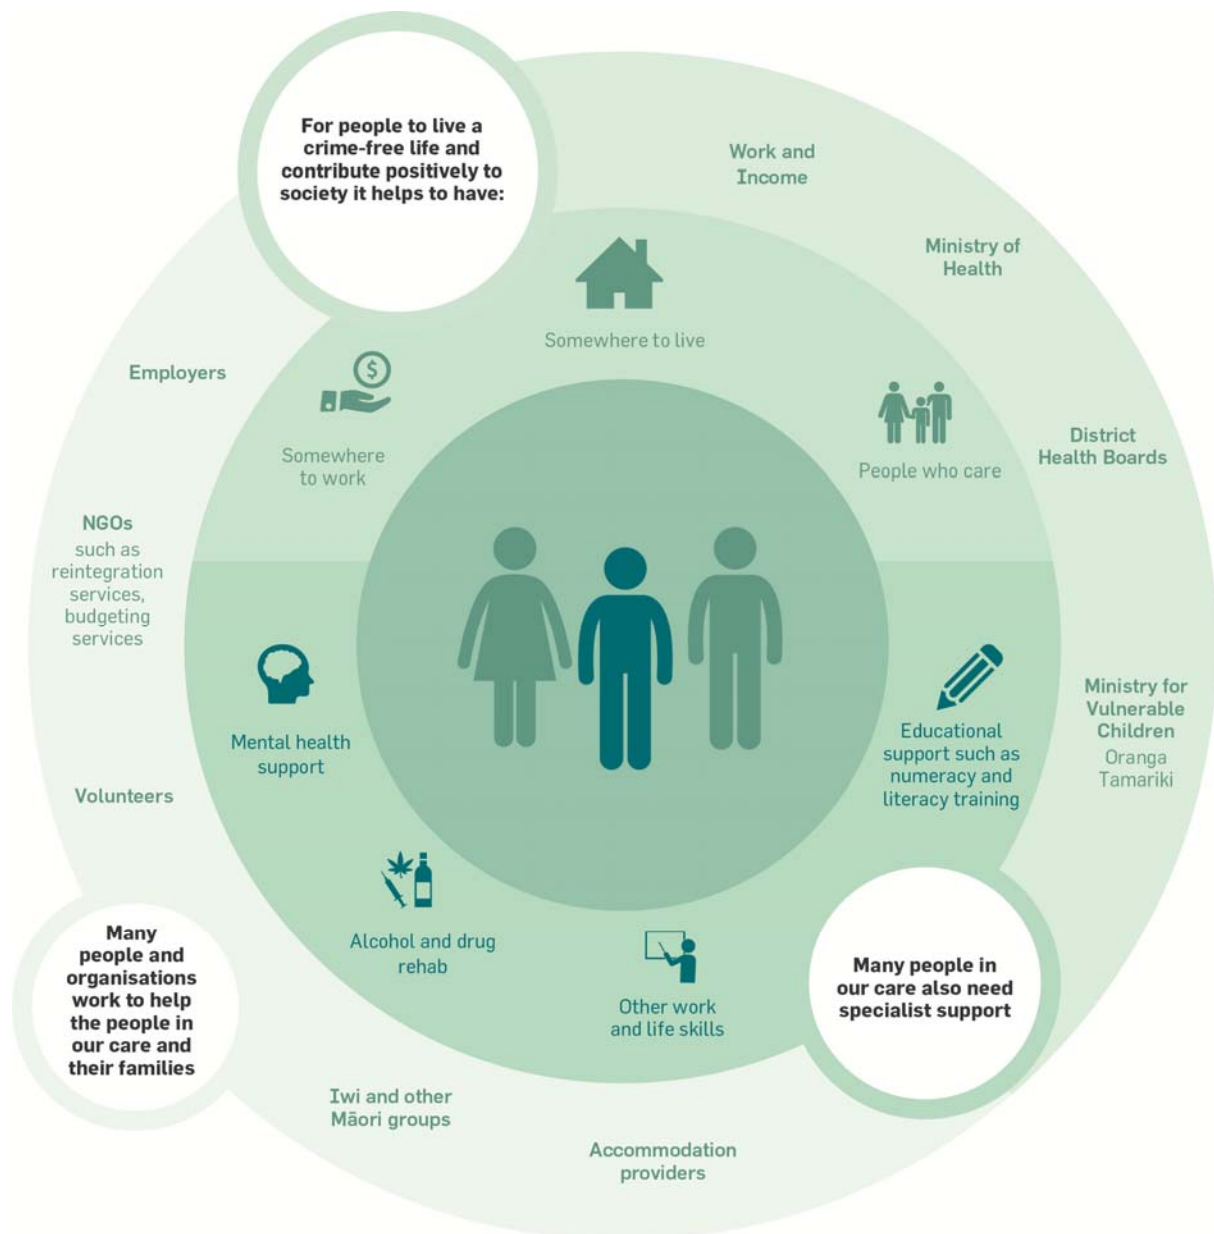 For people to live a
crime-free life and
contribute positively to
society it helps to have:
Work and
Income
Ministry of
Health
Somewhere to live
Employers
Somewhere
to work
People who care
District
Health Boards
NGOs
such as
reintegration
services,
budgeting
services
Mental health
support
Educational
support such as
numeracy and
literacy training
Ministry for
Vulnerable
Children
Oranga
Tamariki
Volunteers
Alcohol and drug
rehab
Other work
and life skills
Many people in
our care also need
specialist support
Many
people and
organisations
work to help
the people in
our care and
their families
Iwi and other
Māori groups
Accommodation
providers